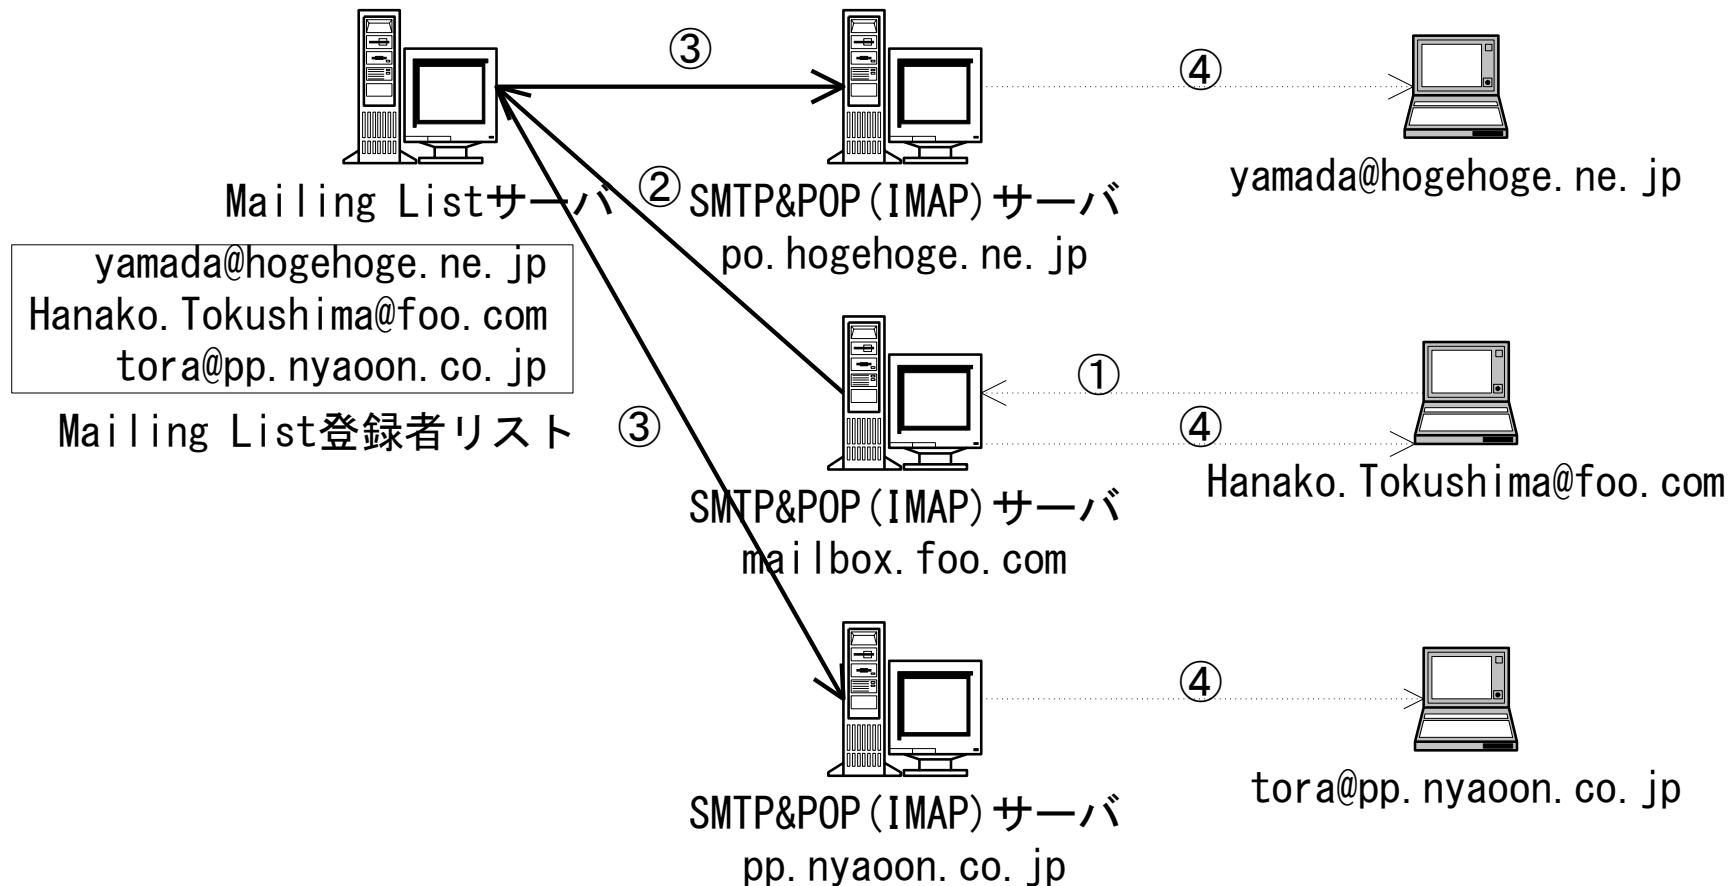 ③
④
②
Mailing Listサーバ
SMTP&POP(IMAP)サーバ
po.hogehoge.ne.jp
yamada@hogehoge.ne.jp
yamada@hogehoge.ne.jp
Hanako.Tokushima@foo.com
tora@pp.nyaoon.co.jp
Mailing List登録者リスト
③
①
④
SMTP&POP(IMAP)サーバ
mailbox.foo.com
Hanako.Tokushima@foo.com
④
SMTP&POP(IMAP)サーバ
pp.nyaoon.co.jp
tora@pp.nyaoon.co.jp